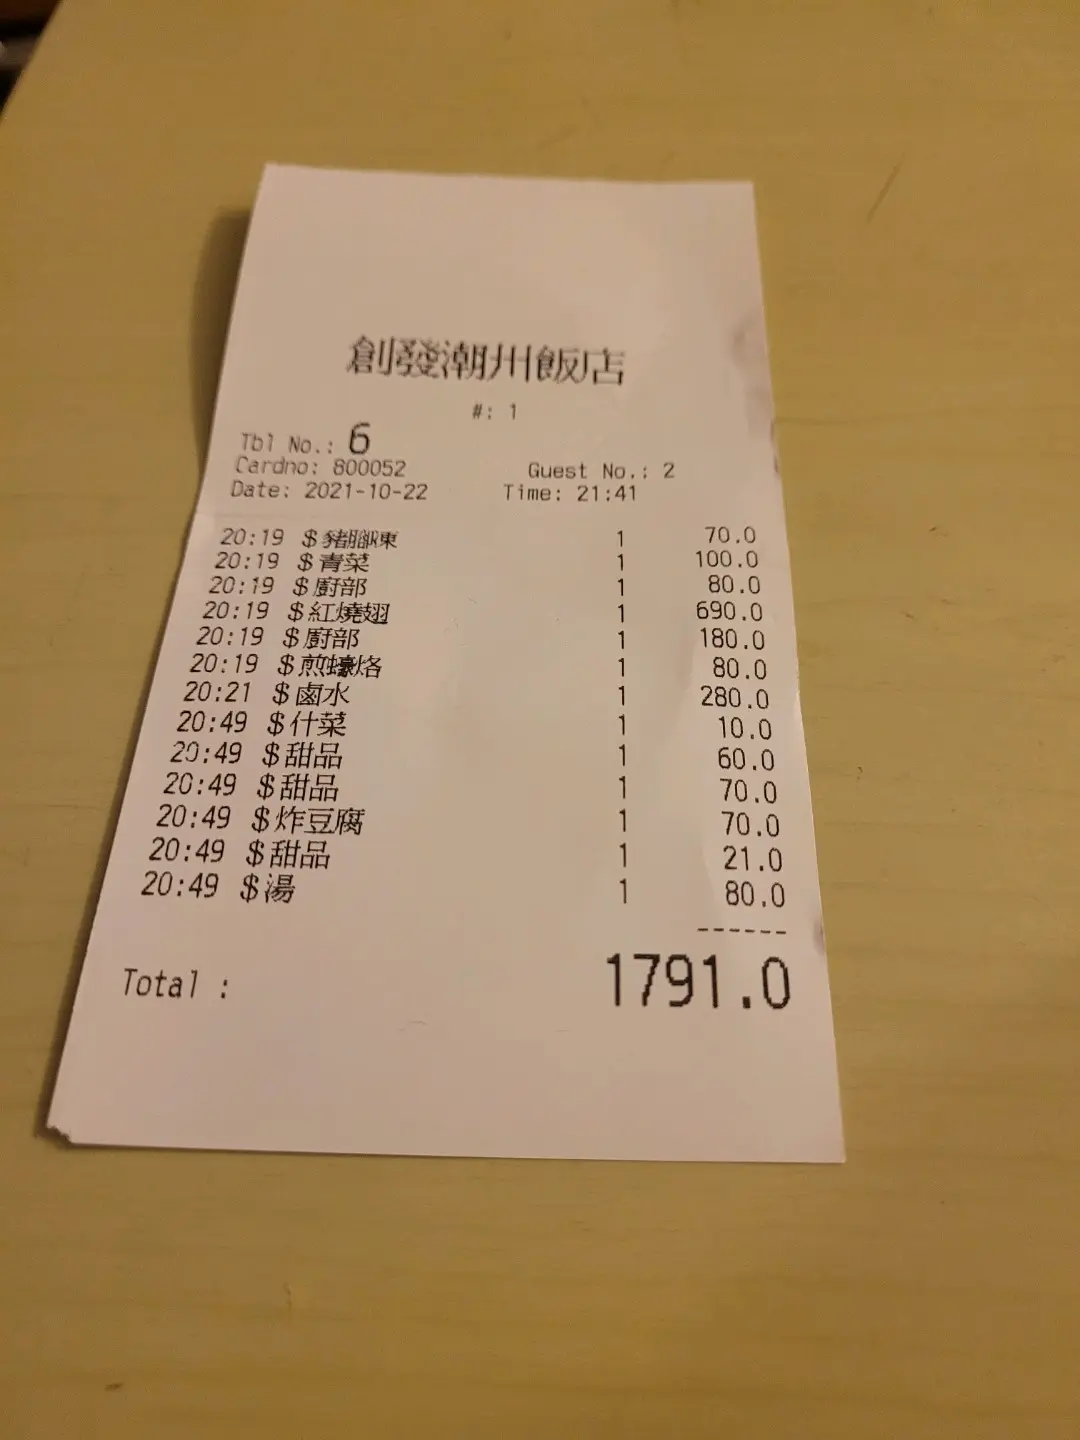 創發潮州飯店
#: 1
Tbl No.: 6
Cardno: 800052 Guest No.: 2
Date: 2021-10-22 Time: 21:41
20:19 $豬腳凍 1 70.0
20:19 $青菜 1 100.0
20:19 $廚部 1 80.0
20:19 $紅燒翅 1 690.0
20:19 $廚部 1 180.0
20:19 $煎蠔烙 1 80.0
20:21 $鹵水 1 280.0
20:49 $什菜 1 10.0
20:49 $甜品 1 60.0
20:49 $甜品 1 70.0
20:49 $炸豆腐 1 70.0
20:49 $甜品 1 21.0
20:49 $湯 1 80.0
------
Total : 1791.0